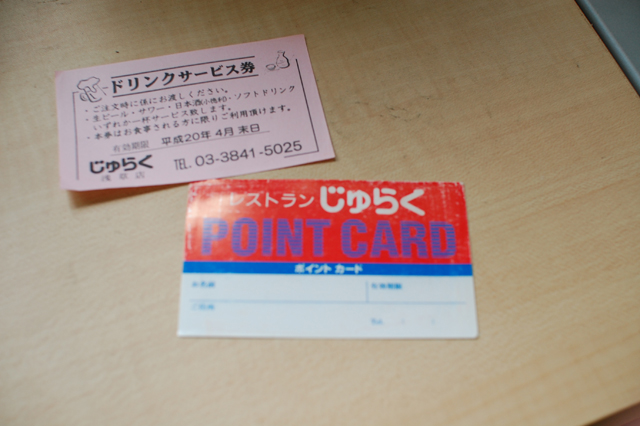 ドリンクサービス券
・ご注文時に係にお渡しください。
・生ビール・サワー・日本酒(小徳利)・ソフトドリンク
いずれか一杯サービス致します。
・本券はお食事される方に限りご利用頂けます。
有効期限 平成20年4月末日
じゅらく TEL. 03-3841-5025
浅草店
レストラン じゅらく
POINT CARD
ポイント カード
お名前
ご住所